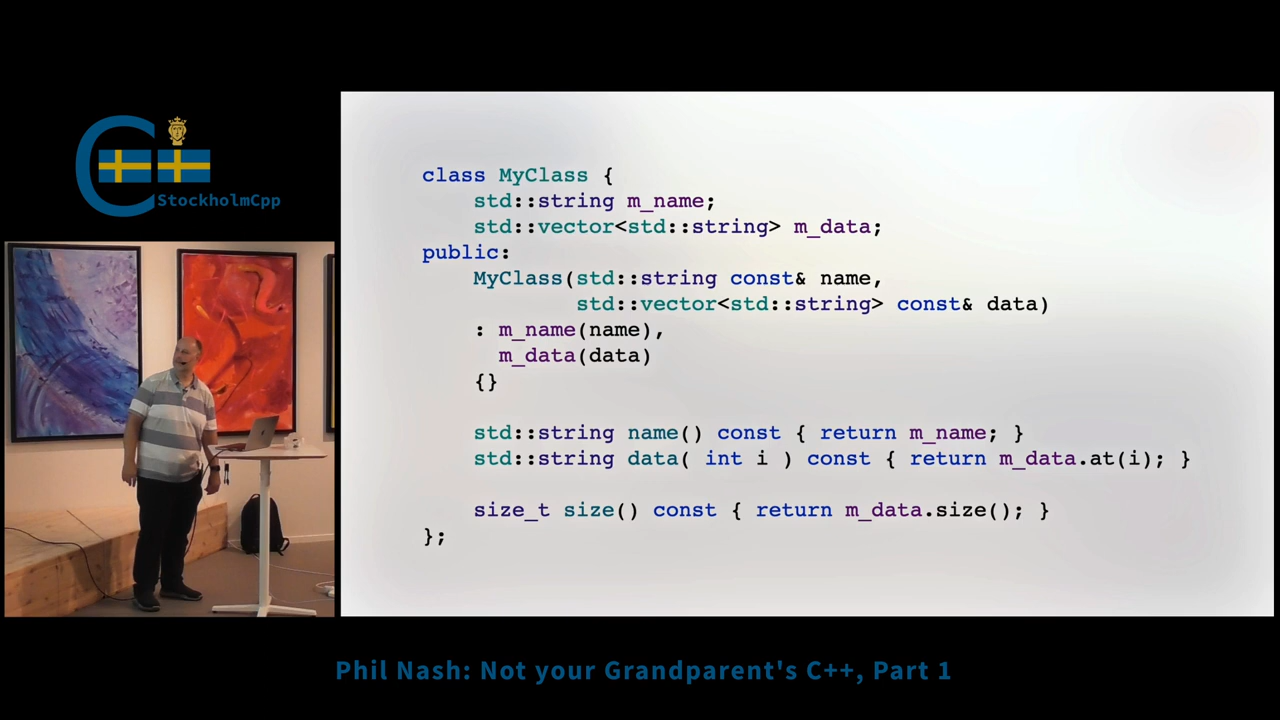 StockholmCpp
class MyClass {
    std::string m_name;
    std::vector<std::string> m_data;
public:
    MyClass(std::string const& name,
            std::vector<std::string> const& data)
    : m_name(name),
      m_data(data)
    {}

    std::string name() const { return m_name; }
    std::string data( int i ) const { return m_data.at(i); }

    size_t size() const { return m_data.size(); }
};
Phil Nash: Not your Grandparent's C++, Part 1